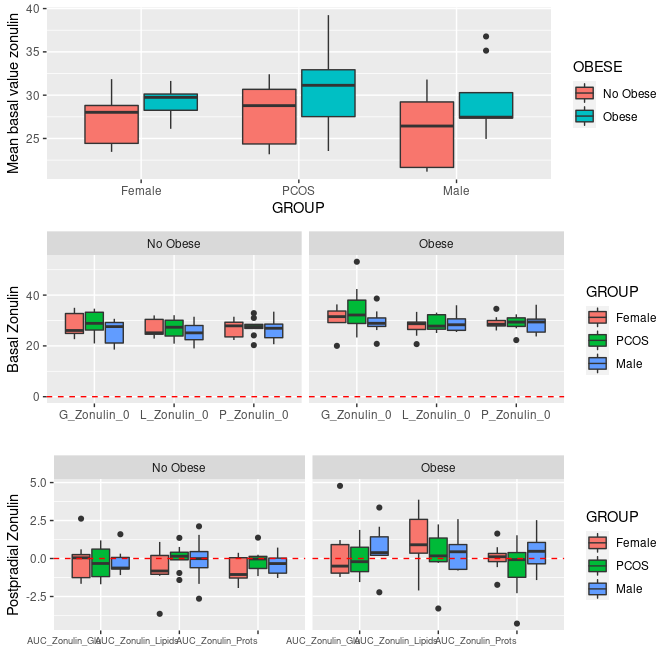 Mean basal value zonulin
40
35
30
25
Female
PCOS
Male
GROUP
OBESE
No Obese
Obese
No Obese
Obese
Basal Zonulin
40
20
0
G_Zonulin_0
L_Zonulin_0
P_Zonulin_0
G_Zonulin_0
L_Zonulin_0
P_Zonulin_0
GROUP
Female
PCOS
Male
No Obese
Obese
Postpradial Zonulin
5.0
2.5
0.0
-2.5
AUC_Zonulin_Glu
AUC_Zonulin_Lipids
AUC_Zonulin_Prots
AUC_Zonulin_Glu
AUC_Zonulin_Lipids
AUC_Zonulin_Prots
GROUP
Female
PCOS
Male